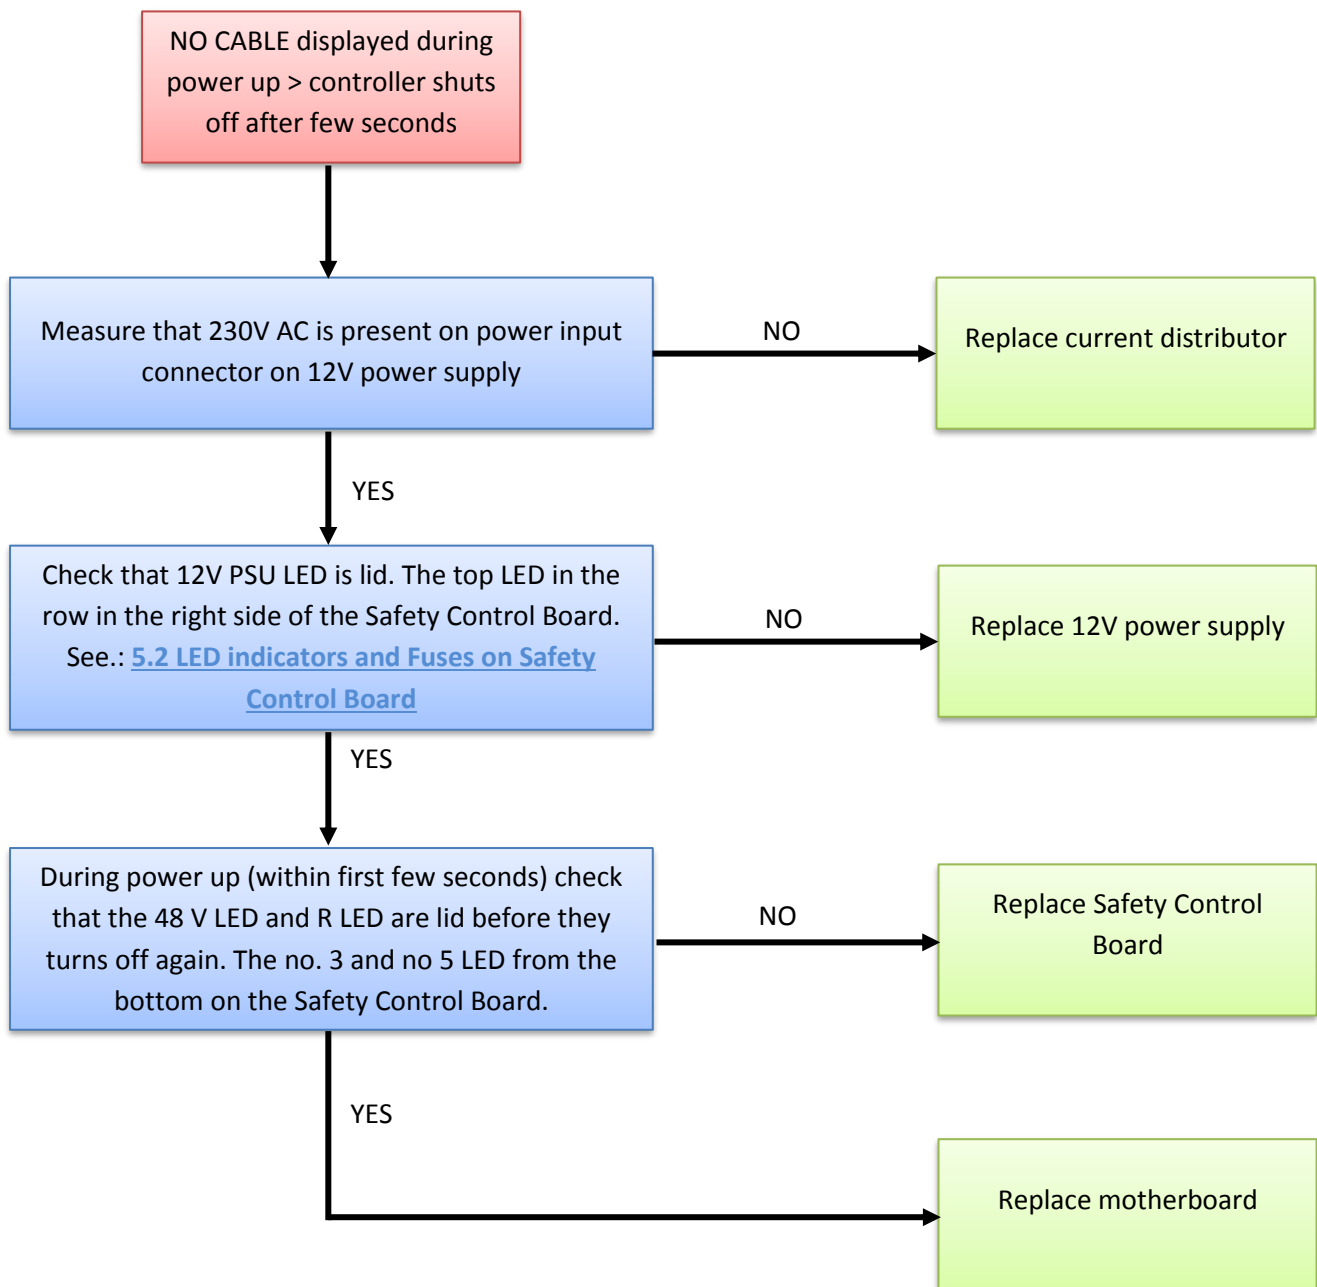 NO CABLE displayed during
power up > controller shuts
off after few seconds
Measure that 230V AC is present on power input
connector on 12V power supply
NO
Replace current distributor
YES
Check that 12V PSU LED is lid. The top LED in the
row in the right side of the Safety Control Board.
See.: 5.2 LED indicators and Fuses on Safety
Control Board
NO
Replace 12V power supply
YES
During power up (within first few seconds) check
that the 48 V LED and R LED are lid before they
turns off again. The no. 3 and no 5 LED from the
bottom on the Safety Control Board.
NO
Replace Safety Control
Board
YES
Replace motherboard